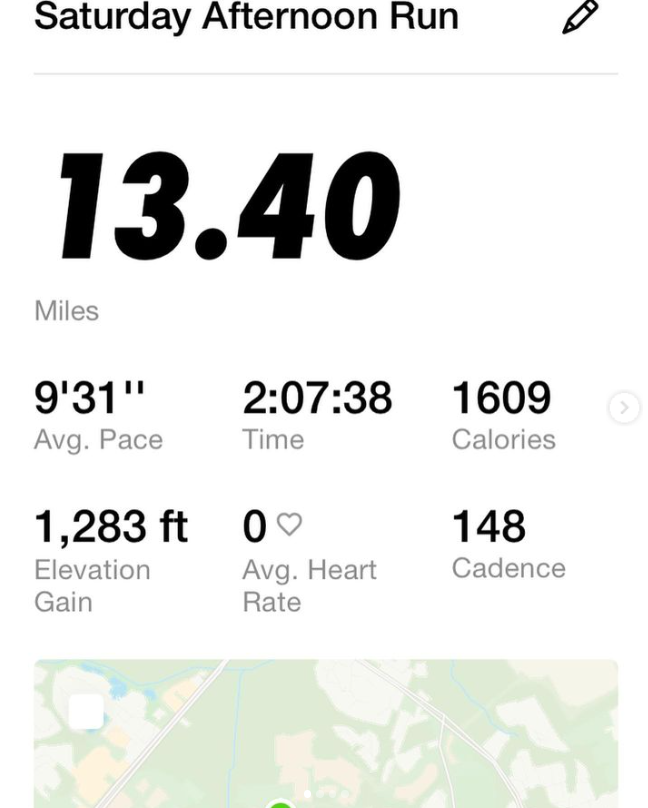 Saturday Afternoon Run
13.40
Miles
9'31'' 2:07:38 1609
Avg. Pace Time Calories
1,283 ft 0 148
Elevation Gain Avg. Heart Rate Cadence